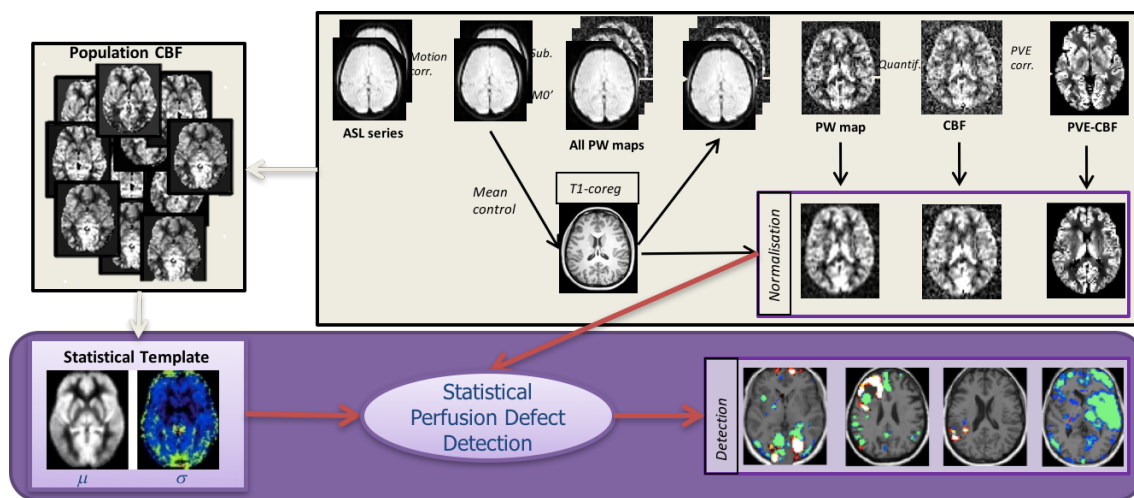 Population CBF
Motion
corr.
Sub.
M0'
Quantif.
PVE
corr.
ASL series
All PW maps
PW map
CBF
PVE-CBF
Mean
control
T1-coreg
Normalisation
Statistical Template
μ
σ
Statistical
Perfusion Defect
Detection
Detection